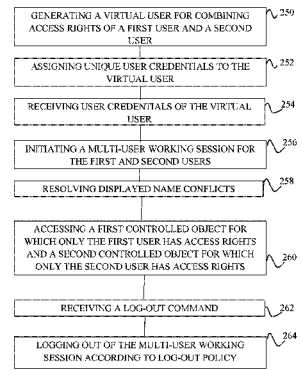 GENERATING A VIRTUAL USER FOR COMBINING
ACCESS RIGHTS OF A FIRST USER AND A SECOND
USER
250
ASSIGNING UNIQUE USER CREDENTIALS TO THE
VIRTUAL USER
252
RECEIVING USER CREDENTIALS OF THE VIRTUAL
USER
254
INITIATING A MULTI-USER WORKING SESSION FOR
THE FIRST AND SECOND USERS
256
RESOLVING DISPLAYED NAME CONFLICTS
258
ACCESSING A FIRST CONTROLLED OBJECT FOR
WHICH ONLY THE FIRST USER HAS ACCESS RIGHTS
AND A SECOND CONTROLLED OBJECT FOR WHICH
ONLY THE SECOND USER HAS ACCESS RIGHTS
260
RECEIVING A LOG-OUT COMMAND
262
LOGGING OUT OF THE MULTI-USER WORKING
SESSION ACCORDING TO LOG-OUT POLICY
264